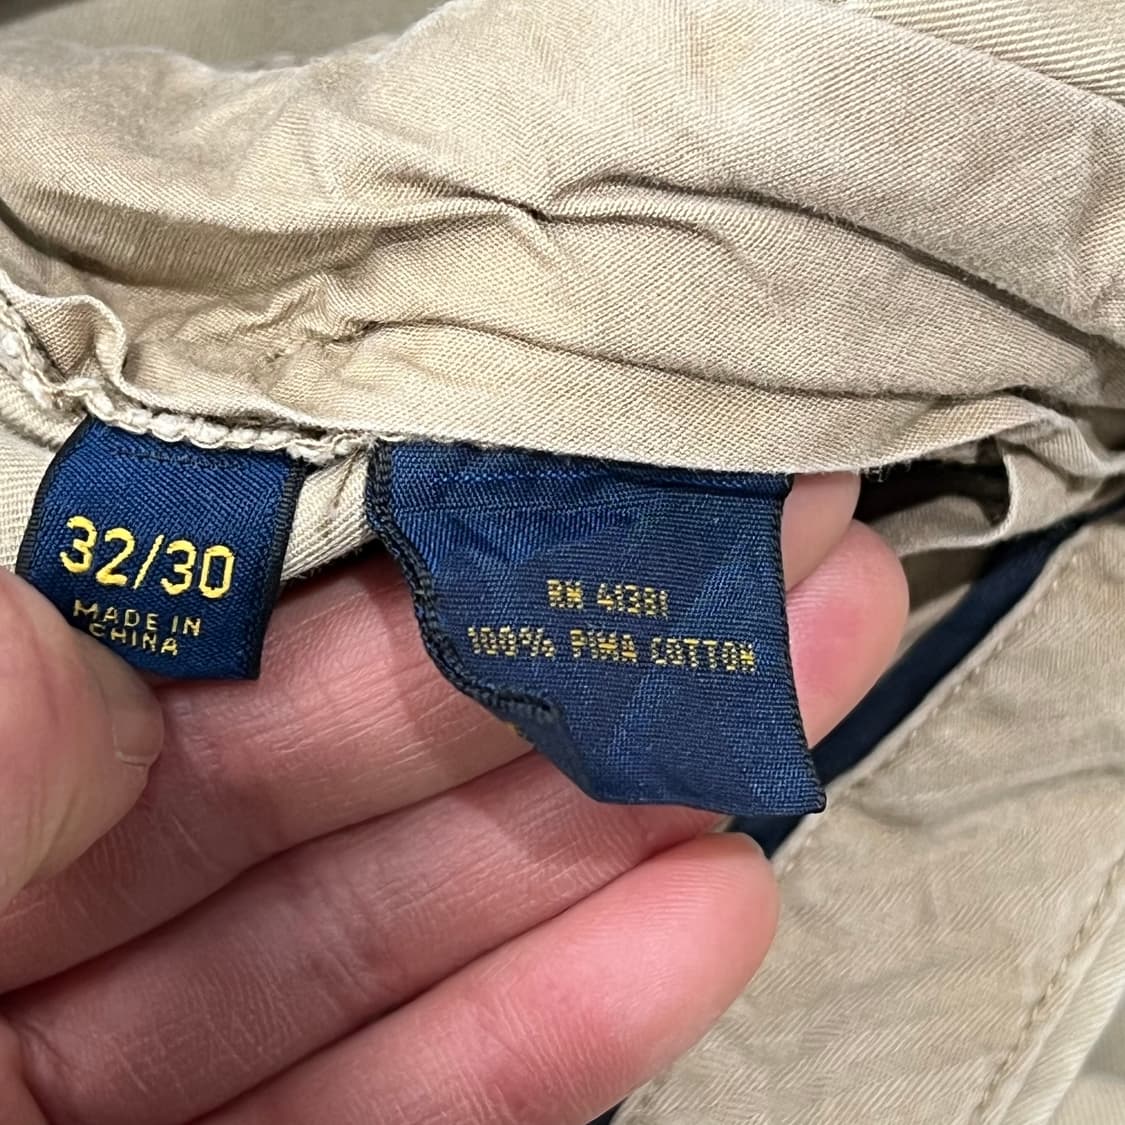 32/30
MADE IN
CHINA
RN 41381
100% PIMA COTTON